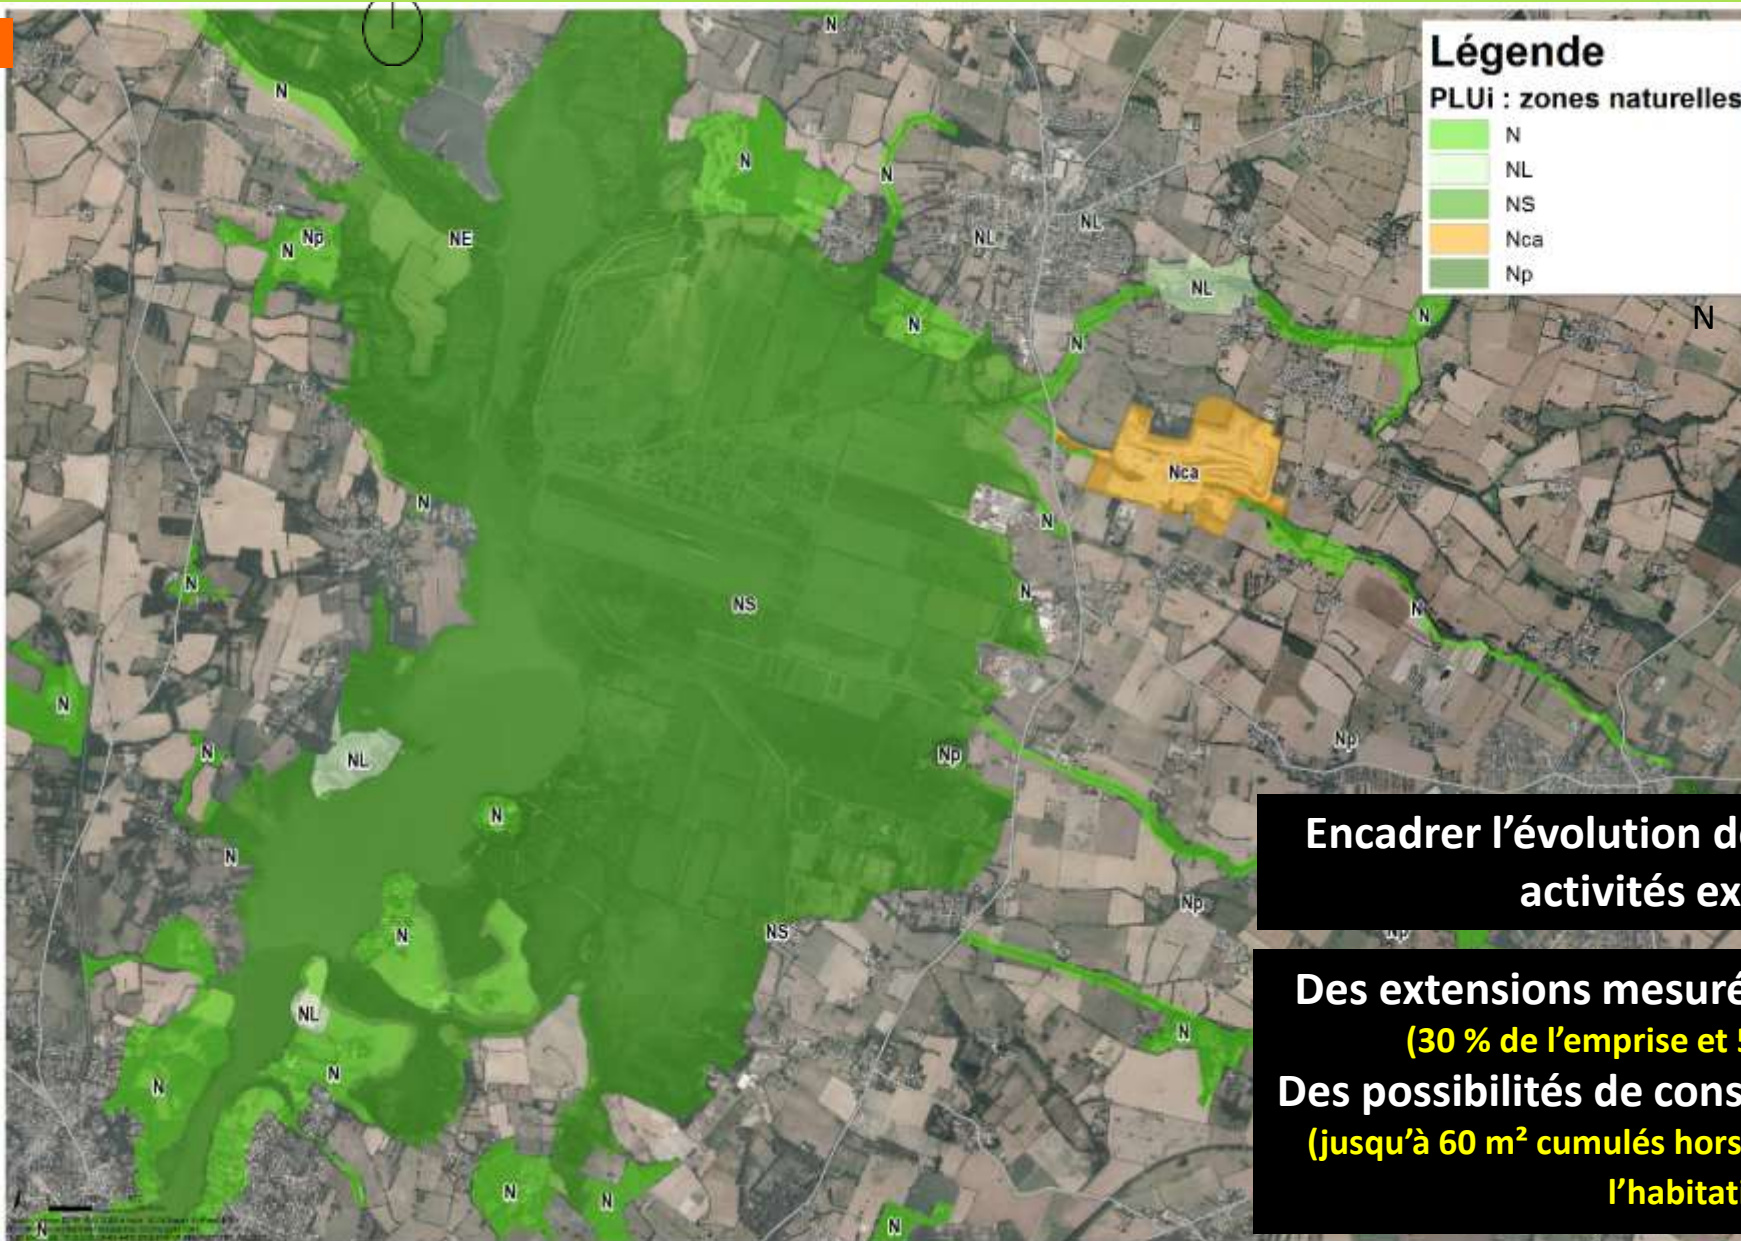 Légende
PLUi : zones naturelles
N
NL
NS
Nca
Np
N
N
N
N
N
NL
NL
Np
N
NE
NL
N
N
N
N
Nca
N
N
N
N
NS
N
N
Np
N
Np
NL
N
N
Np
N
NS
Np
NL
N
N
N
N
N
N
N
Encadrer l’évolution d
activités ex
Des extensions mesuré
(30 % de l’emprise et
Des possibilités de cons
(jusqu’à 60 m² cumulés hors
l’habitat